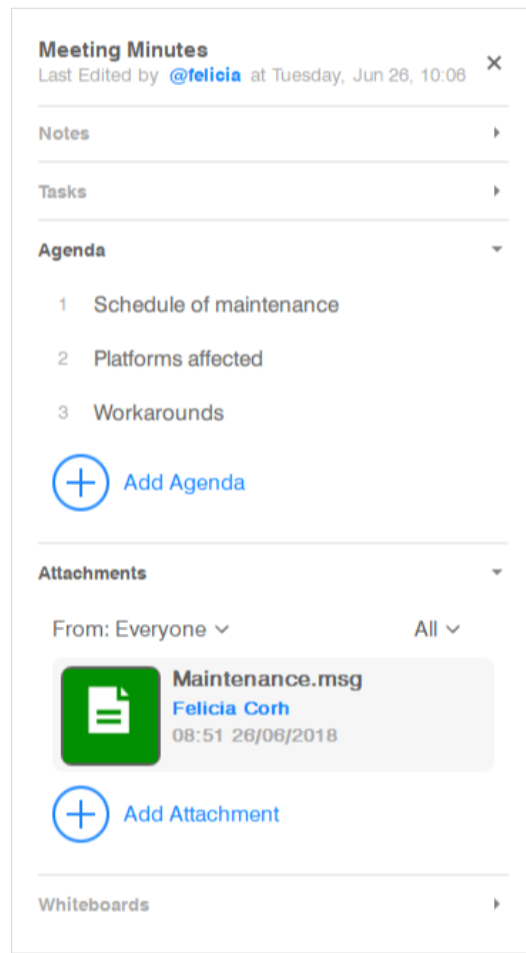 Meeting Minutes
Last Edited by @felicia at Tuesday, Jun 26, 10:06
Notes
Tasks
Agenda
1 Schedule of maintenance
2 Platforms affected
3 Workarounds
Add Agenda
Attachments
From: Everyone All
Maintenance.msg
Felicia Corh
08:51 26/06/2018
Add Attachment
Whiteboards